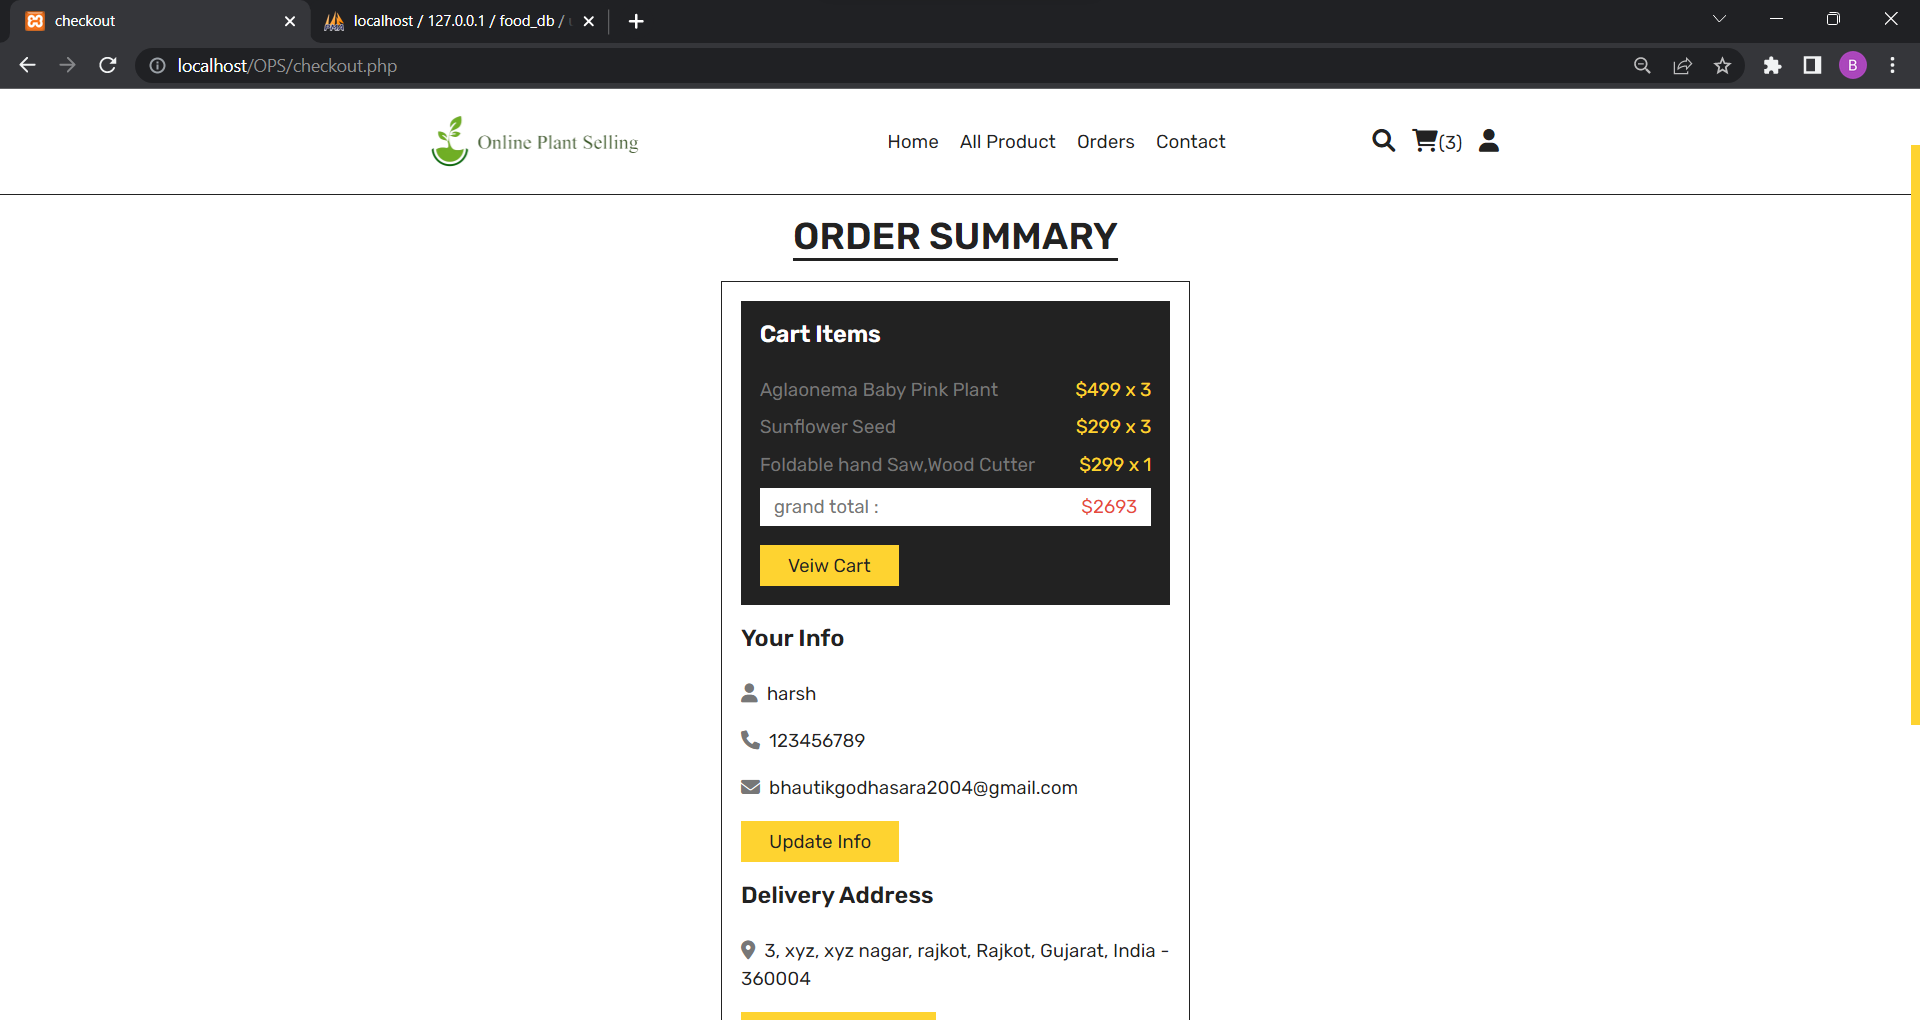 checkout
localhost / 127.0.0.1 / food_db /
localhost/OPS/checkout.php
B
Online Plant Selling
Home All Product Orders Contact
(3)
ORDER SUMMARY
Cart Items
Aglaonema Baby Pink Plant $499 x 3
Sunflower Seed $299 x 3
Foldable hand Saw,Wood Cutter $299 x 1
grand total : $2693
Veiw Cart
Your Info
harsh
123456789
bhautikgodhasara2004@gmail.com
Update Info
Delivery Address
3, xyz, xyz nagar, rajkot, Rajkot, Gujarat, India -
360004